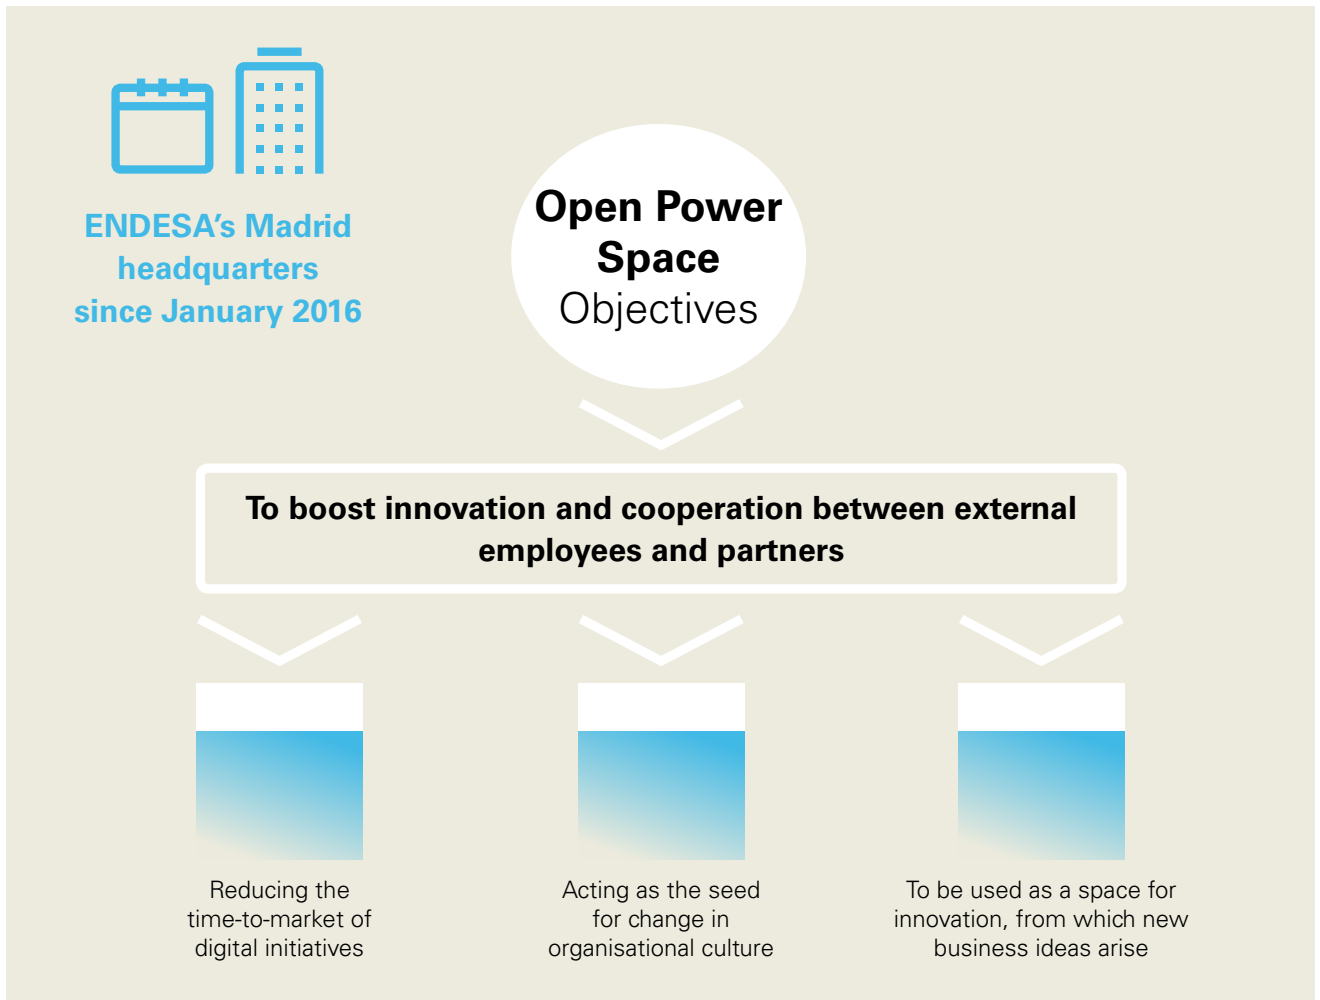 ENDESA’s Madrid
headquarters
since January 2016
Open Power
Space
Objectives
To boost innovation and cooperation between external
employees and partners
Reducing the
time-to-market of
digital initiatives
Acting as the seed
for change in
organisational culture
To be used as a space for
innovation, from which new
business ideas arise